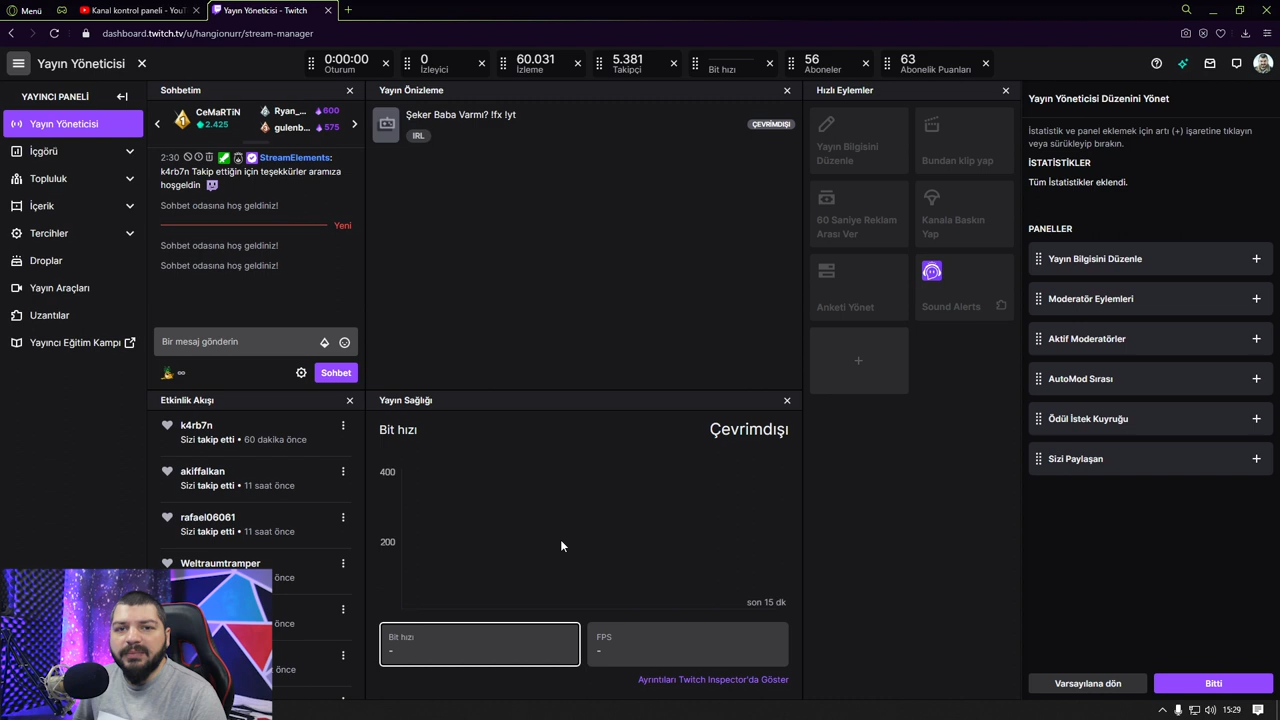 Menü
Kanal kontrol paneli - YouT
Yayın Yöneticisi - Twitch
dashboard.twitch.tv/u/hangionurr/stream-manager
Yayın Yöneticisi
0:00:00
Oturum
0
İzleyici
60.031
İzleme
5.381
Takipçi
Bit hızı
56
Aboneler
63
Abonelik Puanları
YAYINCI PANELİ
Yayın Yöneticisi
İçgörü
Topluluk
İçerik
Tercihler
Droplar
Yayın Araçları
Uzantılar
Yayıncı Eğitim Kampı
Sohbetim
CeMaRTiN
2.425
Ryan_...
600
gulenb...
575
2:30 StreamElements:
k4rb7n Takip ettiğin için teşekkürler aramıza
hoşgeldin
Sohbet odasına hoş geldiniz!
Yeni
Sohbet odasına hoş geldiniz!
Sohbet odasına hoş geldiniz!
Bir mesaj gönderin
∞
Sohbet
Etkinlik Akışı
k4rb7n
Sizi takip etti • 60 dakika önce
akiffalkan
Sizi takip etti • 11 saat önce
rafael06061
Sizi takip etti • 11 saat önce
Weltraumtramper
önce
önce
önce
Yayın Önizleme
Şeker Baba Varmı? !fx !yt
IRL
ÇEVRİMDIŞI
Yayın Sağlığı
Bit hızı
Çevrimdışı
400
200
son 15 dk
Bit hızı
-
FPS
-
Ayrıntıları Twitch Inspector'da Göster
Hızlı Eylemler
Yayın Bilgisini
Düzenle
Bundan klip yap
60 Saniye Reklam
Arası Ver
Kanala Baskın
Yap
Anketi Yönet
Sound Alerts
Yayın Yöneticisi Düzenini Yönet
İstatistik ve panel eklemek için artı (+) işaretine tıklayın
veya sürükleyip bırakın.
İSTATİSTİKLER
Tüm İstatistikler eklendi.
PANELLER
Yayın Bilgisini Düzenle
Moderatör Eylemleri
Aktif Moderatörler
AutoMod Sırası
Ödül İstek Kuyruğu
Sizi Paylaşan
Varsayılana dön
Bitti
15:29